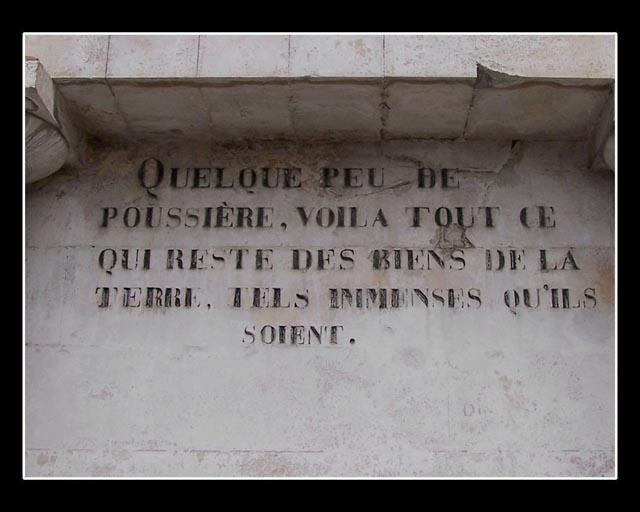 QUELQUE PEU DE
POUSSIÈRE, VOILA TOUT CE
QUI RESTE DES BIENS DE LA
TERRE, TELS IMMENSES QU'ILS
SOIENT.